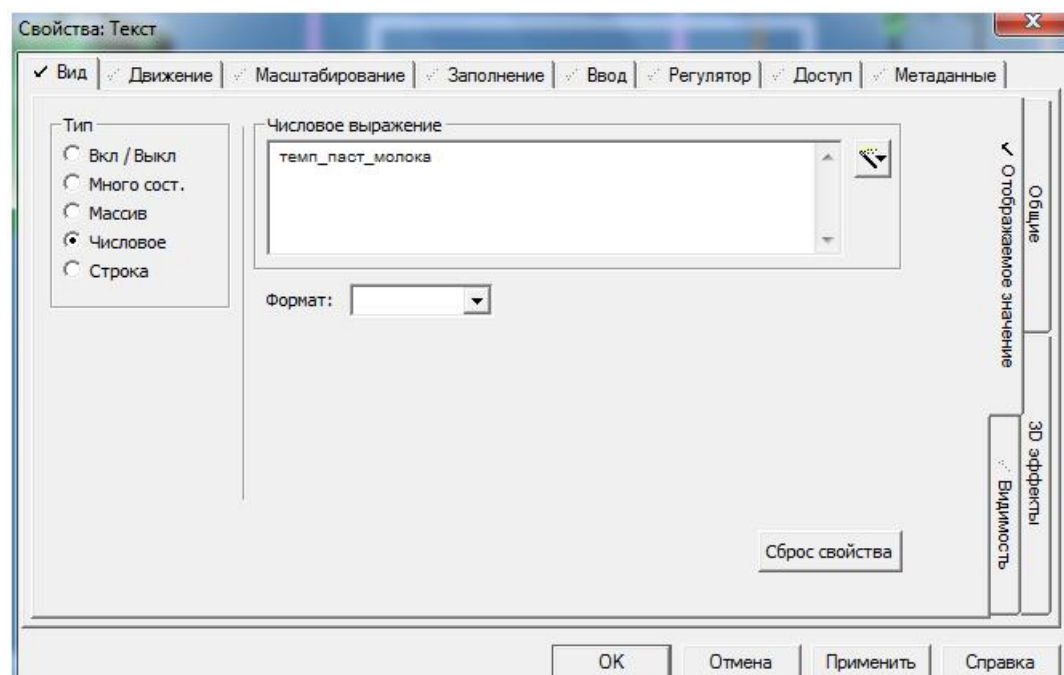 Свойства: Текст
Вид
Движение
Масштабирование
Заполнение
Ввод
Регулятор
Доступ
Метаданные
Тип
Вкл / Выкл
Много сост.
Массив
Числовое
Строка
Числовое выражение
темп_паст_молока
Формат:
Сброс свойства
Отображаемое значение
Видимость
Общие
3D эффекты
OK
Отмена
Применить
Справка